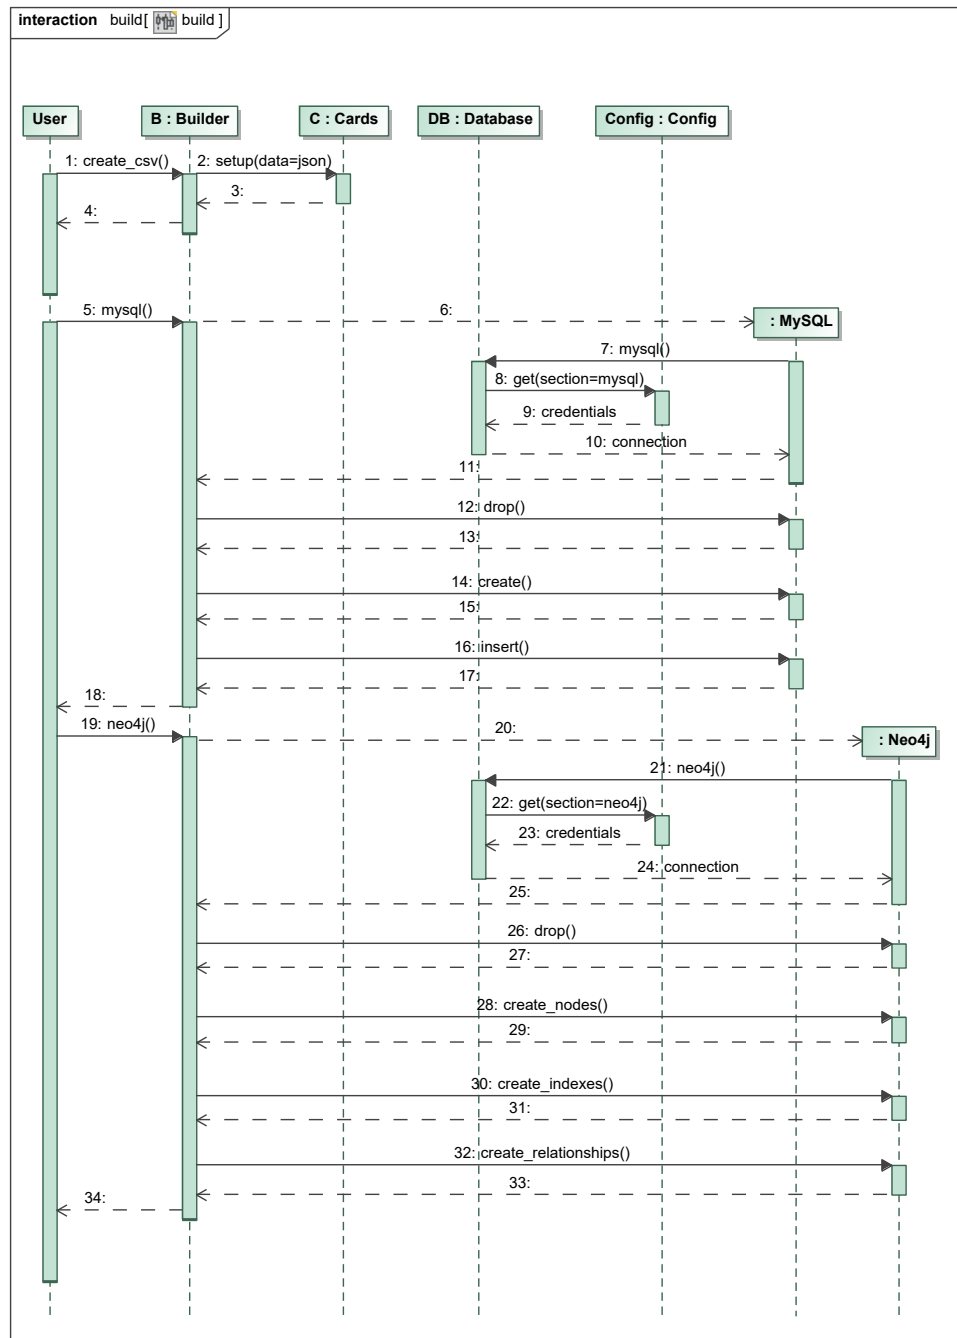 interaction build[ build ]
User
B : Builder
C : Cards
DB : Database
Config : Config
1: create_csv()
2: setup(data=json)
3:
4:
5: mysql()
6:
: MySQL
7: mysql()
8: get(section=mysql)
9: credentials
10: connection
11:
12: drop()
13:
14: create()
15:
16: insert()
17:
18:
19: neo4j()
20:
: Neo4j
21: neo4j()
22: get(section=neo4j)
23: credentials
24: connection
25:
26: drop()
27:
28: create_nodes()
29:
30: create_indexes()
31:
32: create_relationships()
33:
34: